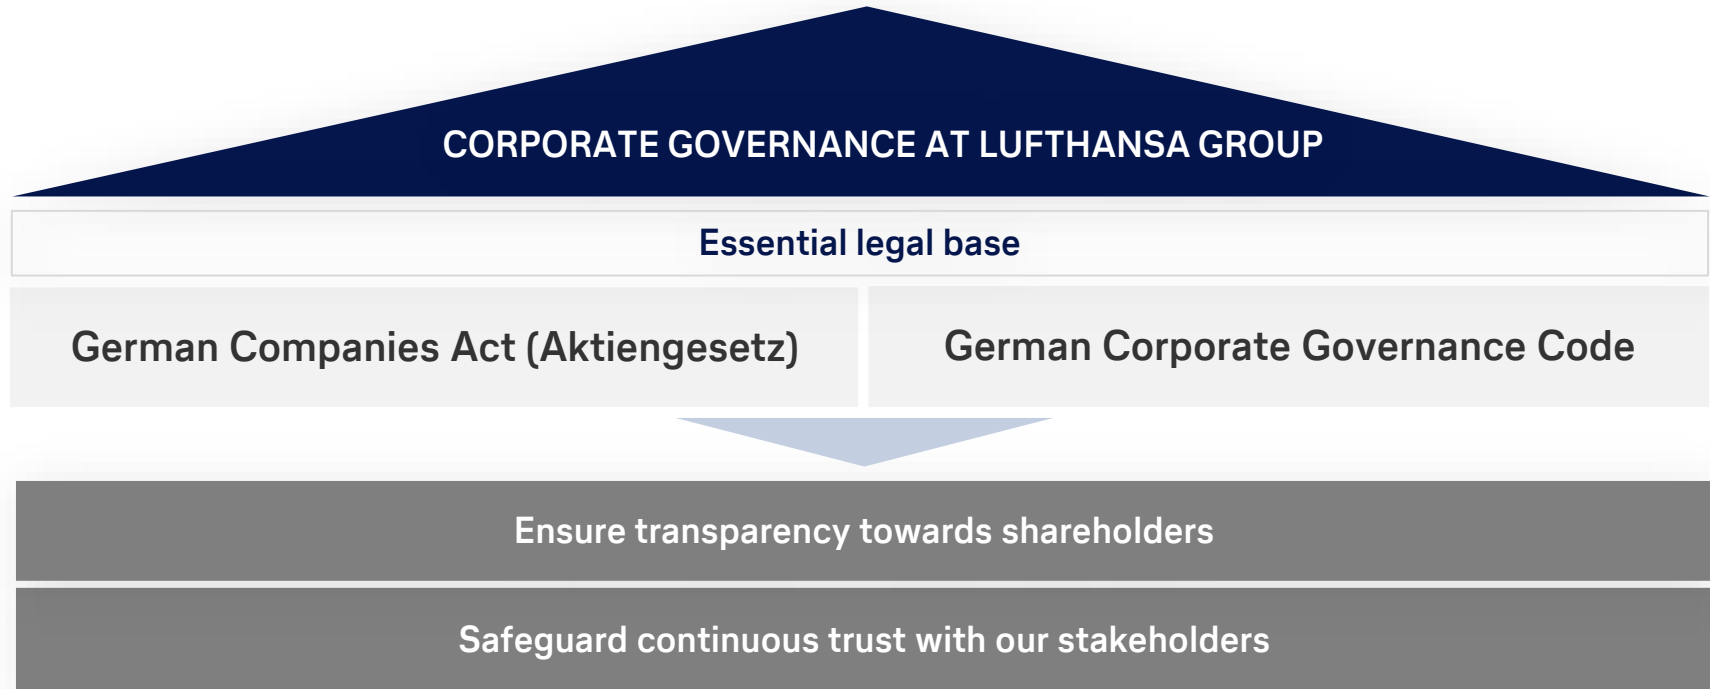 CORPORATE GOVERNANCE AT LUFTHANSA GROUP
Essential legal base
German Companies Act (Aktiengesetz)
German Corporate Governance Code
Ensure transparency towards shareholders
Safeguard continuous trust with our stakeholders